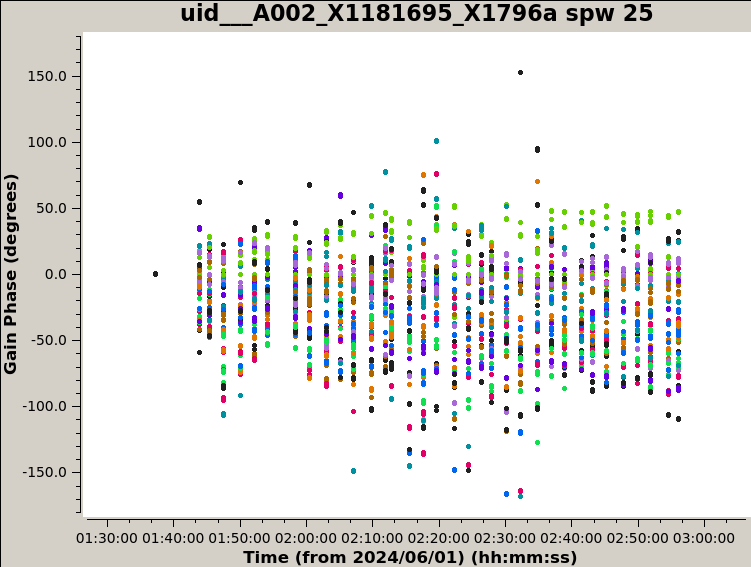 uid___A002_X1181695_X1796a spw 25
150.0
100.0
50.0
0.0
-50.0
-100.0
-150.0
Gain Phase (degrees)
01:30:00 01:40:00 01:50:00 02:00:00 02:10:00 02:20:00 02:30:00 02:40:00 02:50:00 03:00:00
Time (from 2024/06/01) (hh:mm:ss)